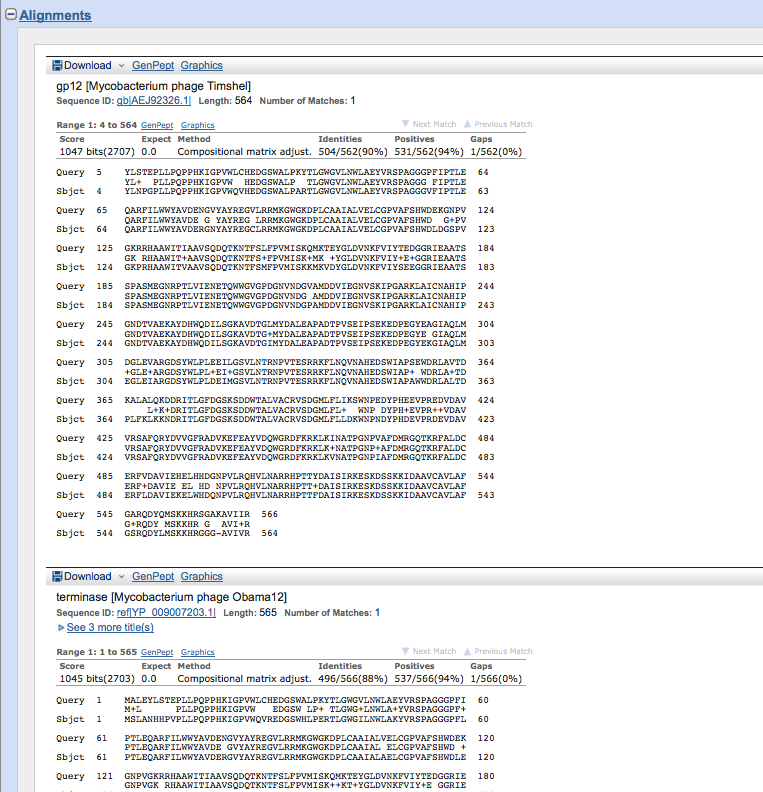 Alignments
Download GenPept Graphics
gp12 [Mycobacterium phage Timshel]
Sequence ID: gb|AEJ92326.1| Length: 564 Number of Matches: 1
Range 1: 4 to 564 GenPept Graphics Next Match Previous Match
Score Expect Method Identities Positives Gaps
1047 bits(2707) 0.0 Compositional matrix adjust. 504/562(90%) 531/562(94%) 1/562(0%)
Query 5 YLSTEPLLPQPPHKIGPVWLCHEDGSWALPKYTLGWGVLNWLAEYVRSPAGGGPFIPTLE 64
YL+ PLLPQPPHKIGPVW HEDGSWALP TLGWGVLNWLAEYVRSPAGGG FIPTLE
Sbjct 4 YLNPGPLLPQPPHKIGPVWQVHEDGSWALPARTLGWGVLNWLAEYVRSPAGGGEFIPTLE 63
Query 65 QARFILWWYAVDENGVYAYREGVLRRMKGWGKDPLCAAIALVELCGPVAFSHWDEKGNPV 124
QARFILWWYAVDE G YAYREG LRRMKGWGKDPLCAAIALVELCGPVAFSHWD G+PV
Sbjct 64 QARFILWWYAVDERGNYAYREGCLRRMKGWGKDPLCAAIALVELCGPVAFSHWDLDGSPV 123
Query 125 GKRRHAAWITIAAVSQDQTKNTFSLFPVMISKQMKTEYGLDVNKFVIYTEDGGRIEAATS 184
GK RHAAWIT+AAVSQDQTKNTFS+FPVMISK+MK +YGLDVNKFVIY+E+GGRIEAATS
Sbjct 124 GKPRHAAWITVAAVSQDQTKNTFSMFPVMISKKMKVDYGLDVNKFVIYSEEGGRIEAATS 183
Query 185 SPASMEGNRPTLVIENETQWWGVGPDGNVNDGVAMDDVIEGNVSKIPGARKLAICNAHIP 244
SPASMEGNRPTLVIENETQWWGVGPDGNVNDG AMDDVIEGNVSKIPGARKLAICNAHIP
Sbjct 184 SPASMEGNRPTLVIENETQWWGVGPDGNVNDGPAMDDVIEGNVSKIPGARKLAICNAHIP 243
Query 245 GNDTVAEKAYDHWQDILSGKAVDTGLMYDALEAPADTPVSEIPSEKEDPEGYEAGIAQLM 304
GNDTVAEKAYDHWQDILSGKAVDTG+MYDALEAPADTPVSEIPSEKEDPEGYE GIAQLM
Sbjct 244 GNDTVAEKAYDHWQDILSGKAVDTGIMYDALEAPADTPVSEIPSEKEDPEGYEKGIAQLM 303
Query 305 DGLEVARGDSYWLPLEEILGSVLNTRNPVTESRRKFLNQVNAHEDSWIAPSEWDRLAVTD 364
+GLE+ARGDSYWLPL+EI+GSVLNTRNPVTESRRKFLNQVNAHEDSWIAP+ WDRLA+TD
Sbjct 304 EGLEIARGDSYWLPLDEIMGSVLNTRNPVTESRRKFLNQVNAHEDSWIAPAWWDRLALTD 363
Query 365 KALALQKDDRITLGFDGSKSDDWTALVACRVSDGMLFLIKSWNPEDYPHEEVPREDVDAV 424
L+K+DRITLGFDGSKSDDWTALVACRVSDGMLFL+ WNP DYPH+EVPR++VDAV
Sbjct 364 PLFKLKKNDRITLGFDGSKSDDWTALVACRVSDGMLFLLDKWNPNDYPHDEVPRDEVDAV 423
Query 425 VRSAFQRYDVVGFRADVKEFEAYVDQWGRDFKRKLKINATPGNPVAFDMRGQTKRFALDC 484
VRSAFQRYDVVGFRADVKEFEAYVDQWGRDFKRKLK+NATPGNP+AFDMRGQTKRFALDC
Sbjct 424 VRSAFQRYDVVGFRADVKEFEAYVDQWGRDFKRKLKVNATPGNPIAFDMRGQTKRFALDC 483
Query 485 ERFVDAVIEHELHHDGNPVLRQHVLNARRHPTTYDAISIRKESKDSSKKIDAAVCAVLAF 544
ERF+DAVIE EL HD NPVLRQHVLNARRHPTT+DAISIRKESKDSSKKIDAAVCAVLAF
Sbjct 484 ERFLDAVIEKELWHDQNPVLRQHVLNARRHPTTFDAISIRKESKDSSKKIDAAVCAVLAF 543
Query 545 GARQDYQMSKKHRSGAKAVIIR 566
G+RQDY MSKKHR G AVI+R
Sbjct 544 GSRQDYLMSKKHRGGG-AVIVR 564
Download GenPept Graphics
terminase [Mycobacterium phage Obama12]
Sequence ID: ref|YP_009007203.1| Length: 565 Number of Matches: 1
See 3 more title(s)
Range 1: 1 to 565 GenPept Graphics Next Match Previous Match
Score Expect Method Identities Positives Gaps
1045 bits(2703) 0.0 Compositional matrix adjust. 496/566(88%) 537/566(94%) 1/566(0%)
Query 1 MALEYLSTEPLLPQPPHKIGPVWLCHEDGSWALPKYTLGWGVLNWLAEYVRSPAGGGPFI 60
M+L PLLPQPPHKIGPVW EDGSW LP+ TLGWG+LNWLA+YVRSPAGGGPF+
Sbjct 1 MSLANHHPVPLLPQPPHKIGPVWQVREDGSWHLPERTLGWGILNWLAKYVRSPAGGGPFL 60
Query 61 PTLEQARFILWWYAVDENGVYAYREGVLRRMKGWGKDPLCAAIALVELCGPVAFSHWDEK 120
PTLEQARFILWWYAVDE GVYAYREGVLRRMKGWGKDPLCAAIAL ELCGPVAFSHWD +
Sbjct 61 PTLEQARFILWWYAVDERGVYAYREGVLRRMKGWGKDPLCAAIALAELCGPVAFSHWDLE 120
Query 121 GNPVGKRRHAAWITIAAVSQDQTKNTFSLFPVMISKQMKTEYGLDVNKFVIYTEDGGRIE 180
GNPVGK RHAAWITIAAVSQDQTKNTFSLFPVMISK++KT+YGLDVNKFVIY+E GGRIE